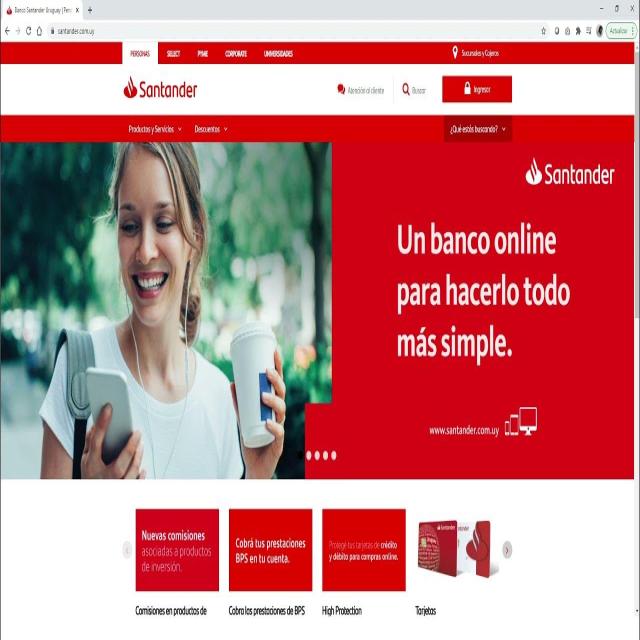 Banco Santander Uruguay | Pers
santander.com.uy
Actualizar
PERSONAS SELECT PYME CORPORATE UNIVERSIDADES
Sucursales y Cajeros
Santander
Atención al cliente
Buscar
Ingresar
Productos y Servicios
Descuentos
¿Qué estás buscando?
Santander
Un banco online
para hacerlo todo
más simple.
www.santander.com.uy
Nuevas comisiones
asociadas a productos
de inversión.
Cobrá tus prestaciones
BPS en tu cuenta.
Protegé tus tarjetas de crédito
y débito para compras online.
Santander
Comisiones en productos de
Cobro las prestaciones de BPS
High Protection
Tarjetas